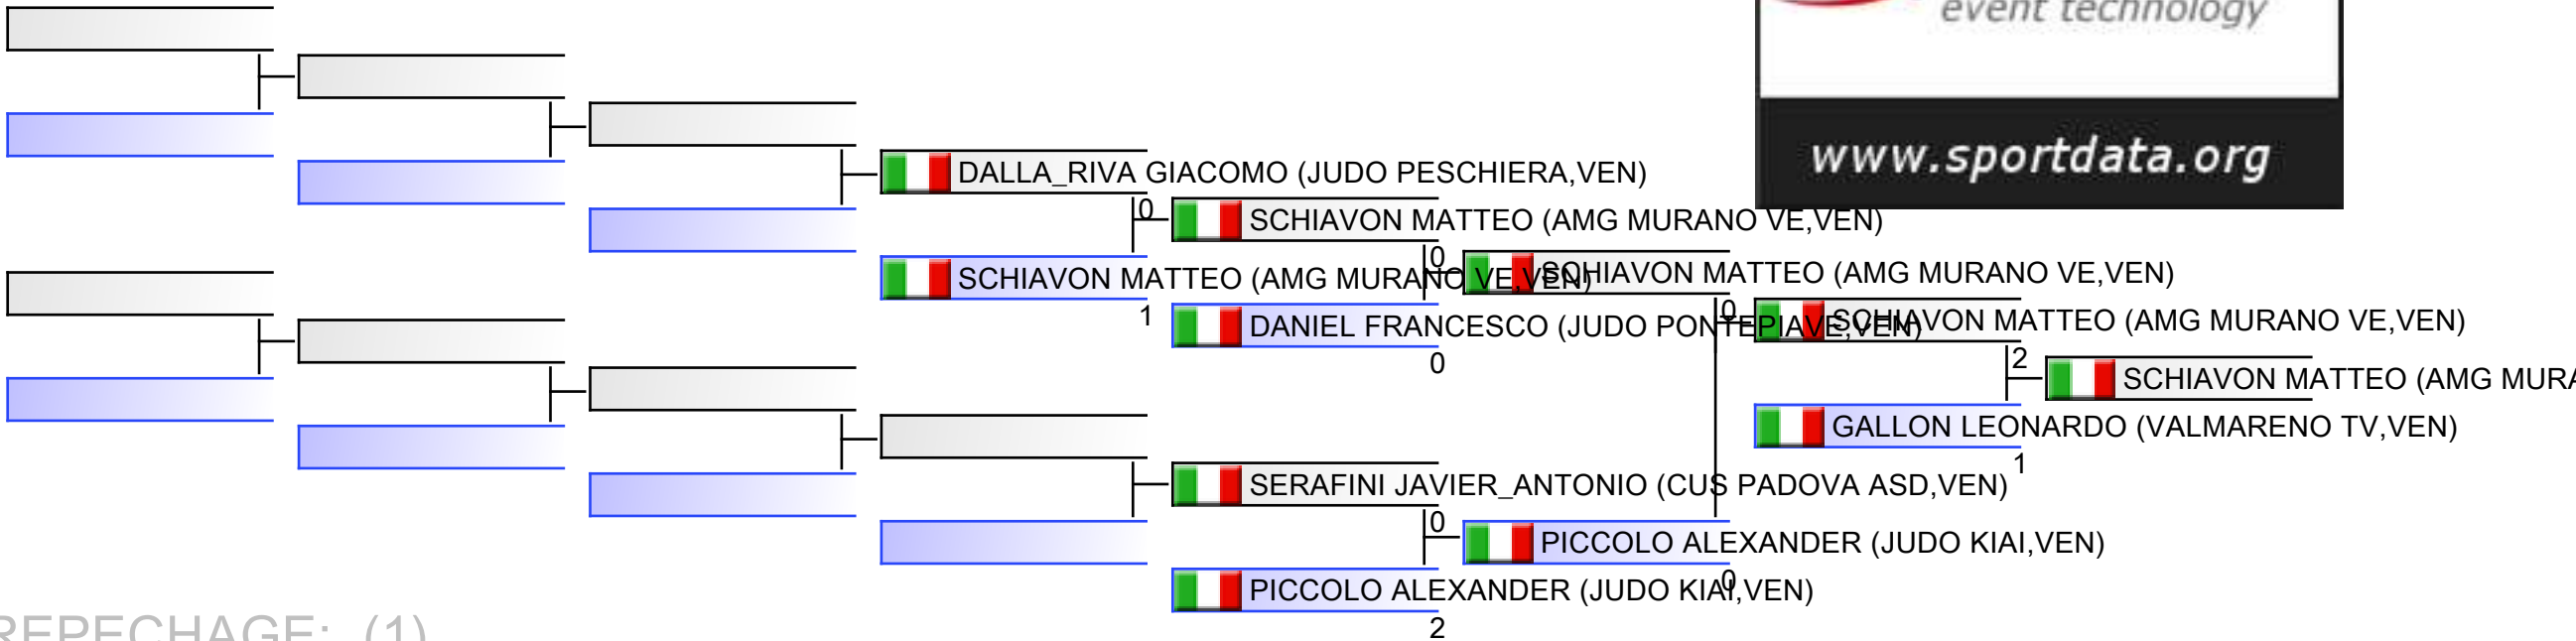 event technology
www.sportdata.org
DALLA_RIVA GIACOMO (JUDO PESCHIERA,VEN)
0
SCHIAVON MATTEO (AMG MURANO VE,VEN)
0
SCHIAVON MATTEO (AMG MURANO VE,VEN)
SCHIAVON MATTEO (AMG MURANO VE,VEN)
1
0
SCHIAVON MATTEO (AMG MURANO VE,VEN)
DANIEL FRANCESCO (JUDO PONTEPIAVE,VEN)
0
2
SCHIAVON MATTEO (AMG MURA
GALLON LEONARDO (VALMARENO TV,VEN)
1
SERAFINI JAVIER_ANTONIO (CUS PADOVA ASD,VEN)
0
PICCOLO ALEXANDER (JUDO KIAI,VEN)
0
PICCOLO ALEXANDER (JUDO KIAI,VEN)
2
REPECHAGE: (1)